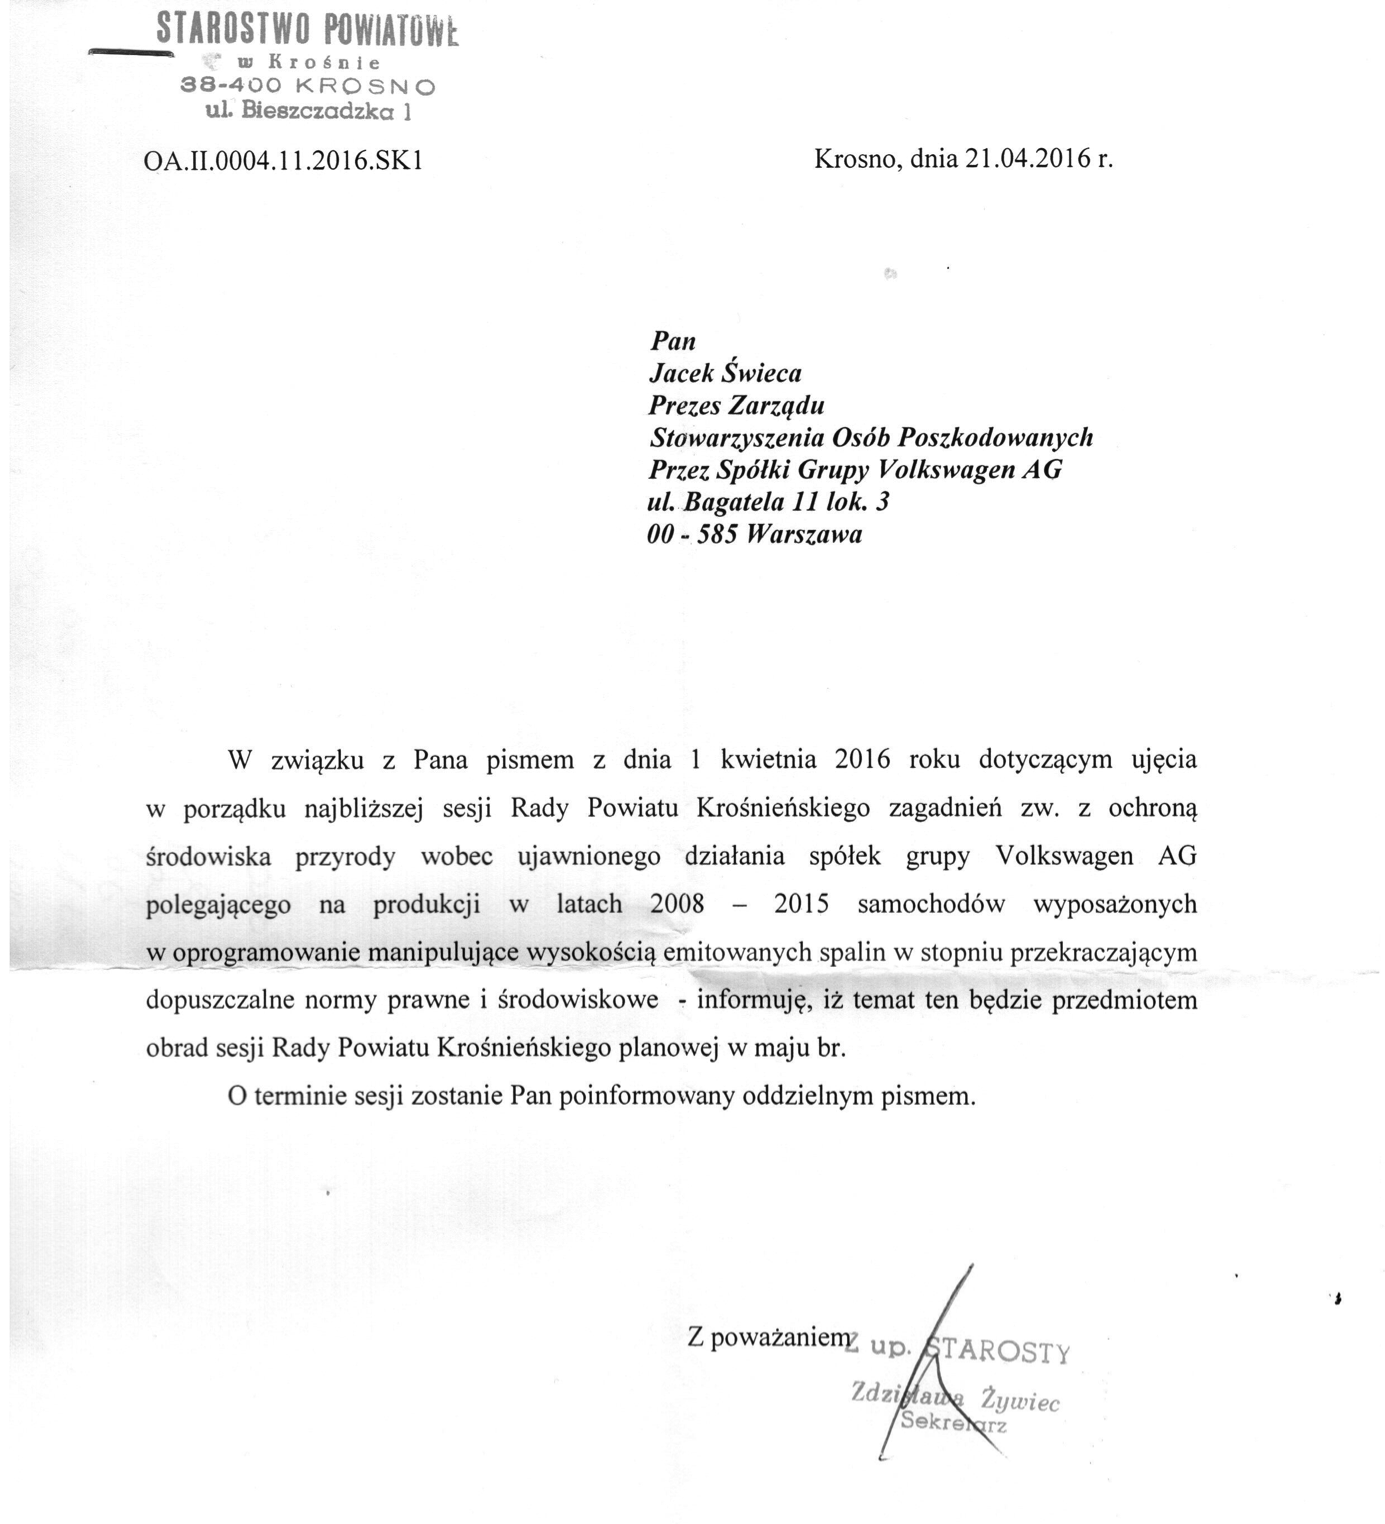 STAROSTWO POWIATOWE
w Krośnie
38-400 KROSNO
ul. Bieszczadzka 1
OA.II.0004.11.2016.SK1
Krosno, dnia 21.04.2016 r.
Pan
Jacek Świeca
Prezes Zarządu
Stowarzyszenia Osób Poszkodowanych
Przez Spółki Grupy Volkswagen AG
ul. Bagatela 11 lok. 3
00 - 585 Warszawa
W związku z Pana pismem z dnia 1 kwietnia 2016 roku dotyczącym ujęcia
w porządku najbliższej sesji Rady Powiatu Krośnieńskiego zagadnień zw. z ochroną
środowiska przyrody wobec ujawnionego działania spółek grupy Volkswagen AG
polegającego na produkcji w latach 2008 – 2015 samochodów wyposażonych
w oprogramowanie manipulujące wysokością emitowanych spalin w stopniu przekraczającym
dopuszczalne normy prawne i środowiskowe - informuję, iż temat ten będzie przedmiotem
obrad sesji Rady Powiatu Krośnieńskiego planowej w maju br.
O terminie sesji zostanie Pan poinformowany oddzielnym pismem.
Z poważaniem
Z up. STAROSTY
Zdzisława Żywiec
Sekretarz